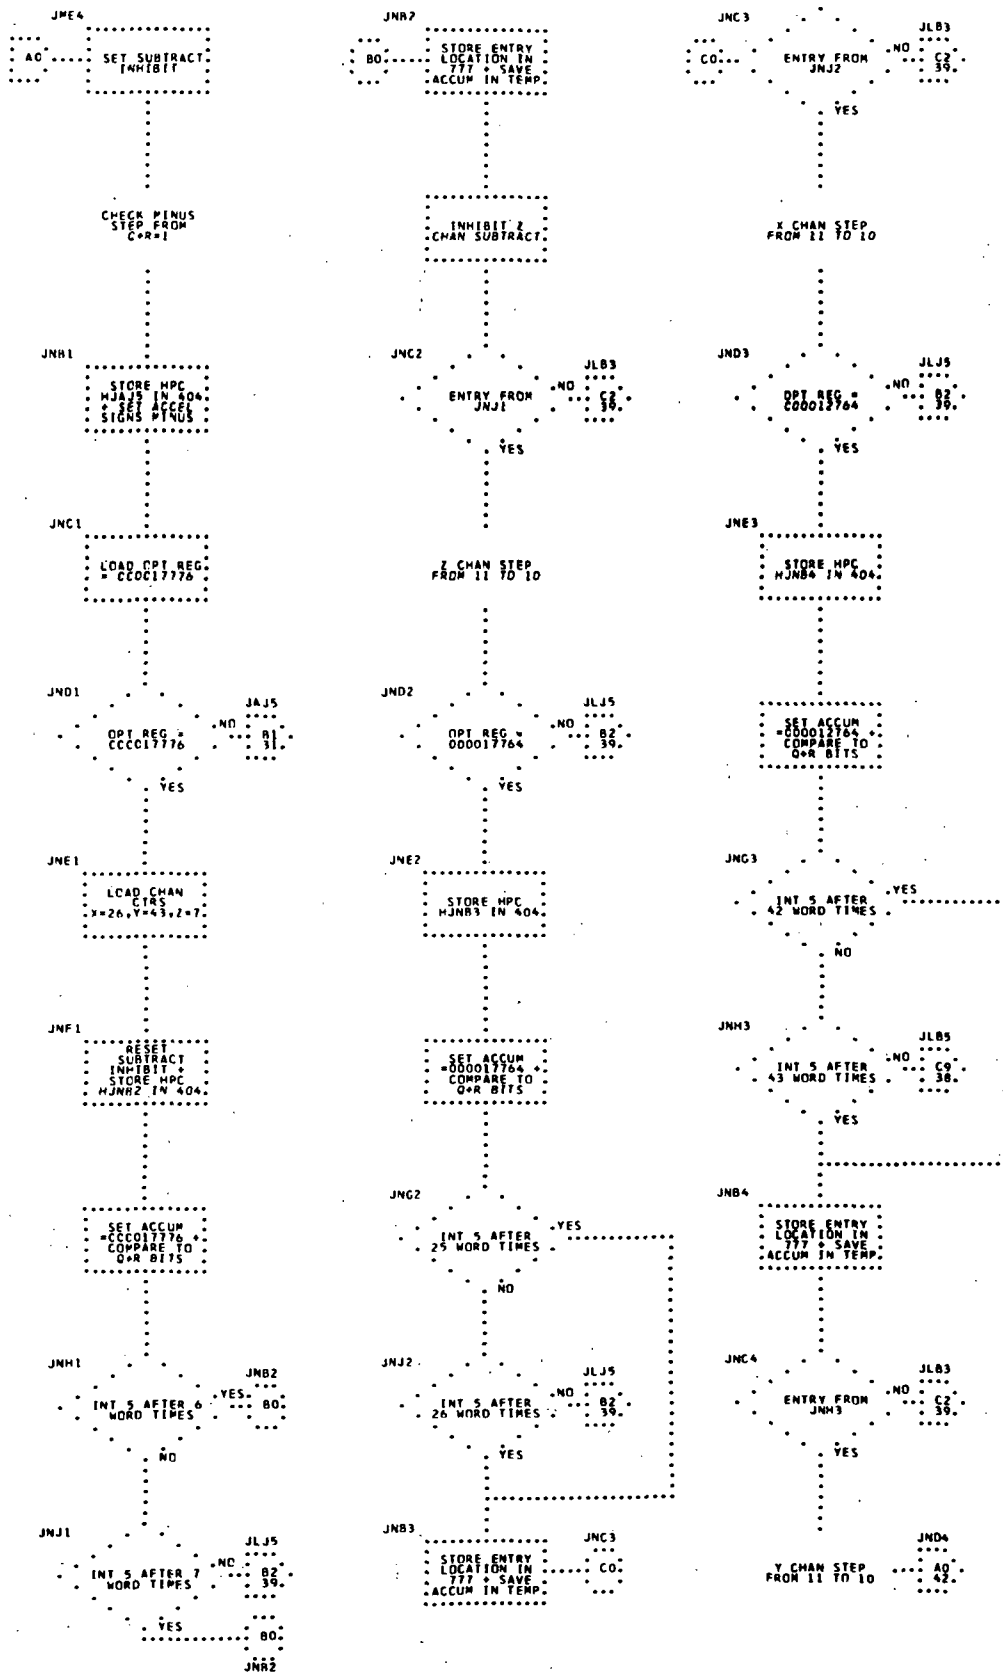 JME4
A0
SET SUBTRACT
INHIBIT
CHECK MINUS
STEP FROM
C+R=1
JNB1
STORE HPC
HJAJ5 IN 404
+ SET ACCEL
SIGNS MINUS
JNC1
LOAD OPT REG
= CCC017776
JND1
OPT REG =
CCC017776
NO
JAJ5
B1
31.
YES
JNE1
LOAD CHAN
CTRS
X=26,Y=43,Z=7
JNF1
RESET
SUBTRACT
INHIBIT +
STORE HPC
HJNB2 IN 404
SET ACCUM
=CCC017776 +
COMPARE TO
Q+R BITS
JNH1
INT 5 AFTER 6
WORD TIMES
YES
JNB2
B0
NO
JNJ1
INT 5 AFTER 7
WORD TIMES
NO
JLJ5
B2
39.
YES
B0
JNB2
JNB2
B0
STORE ENTRY
LOCATION IN
777 + SAVE
ACCUM IN TEMP
INHIBIT Z
CHAN SUBTRACT
JNC2
ENTRY FROM
JNJ1
NO
JLB3
C2
39.
YES
Z CHAN STEP
FROM 11 TO 10
JND2
OPT REG =
000017764
NO
JLJ5
B2
39.
YES
JNE2
STORE HPC
HJNB3 IN 404
SET ACCUM
=000017764 +
COMPARE TO
Q+R BITS
JNG2
INT 5 AFTER
25 WORD TIMES
YES
NO
JNJ2
INT 5 AFTER
26 WORD TIMES
NO
JLJ5
B2
39.
YES
JNB3
STORE ENTRY
LOCATION IN
777 + SAVE
ACCUM IN TEMP
JNC3
C0
JNC3
C0
ENTRY FROM
JNJ2
NO
JLB3
C2
39.
YES
X CHAN STEP
FROM 11 TO 10
JND3
OPT REG =
C00012764
NO
JLJ5
B2
39.
YES
JNE3
STORE HPC
HJNB4 IN 404
SET ACCUM
=000012764 +
COMPARE TO
Q+R BITS
JNG3
INT 5 AFTER
42 WORD TIMES
YES
NO
JNH3
INT 5 AFTER
43 WORD TIMES
NO
JLB5
C9
38.
YES
JNB4
STORE ENTRY
LOCATION IN
777 + SAVE
ACCUM IN TEMP
JNC4
ENTRY FROM
JNH3
NO
JLB3
C2
39.
YES
Y CHAN STEP
FROM 11 TO 10
JND4
A0
42.